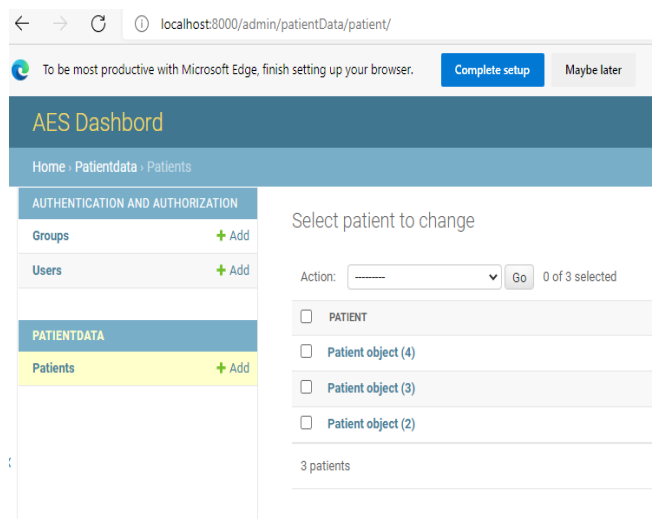 localhost:8000/admin/patientData/patient/
To be most productive with Microsoft Edge, finish setting up your browser. Complete setup Maybe later
AES Dashbord
Home › Patientdata › Patients
AUTHENTICATION AND AUTHORIZATION
Groups + Add
Users + Add
PATIENTDATA
Patients + Add
Select patient to change
Action: --------- Go 0 of 3 selected
PATIENT
Patient object (4)
Patient object (3)
Patient object (2)
3 patients